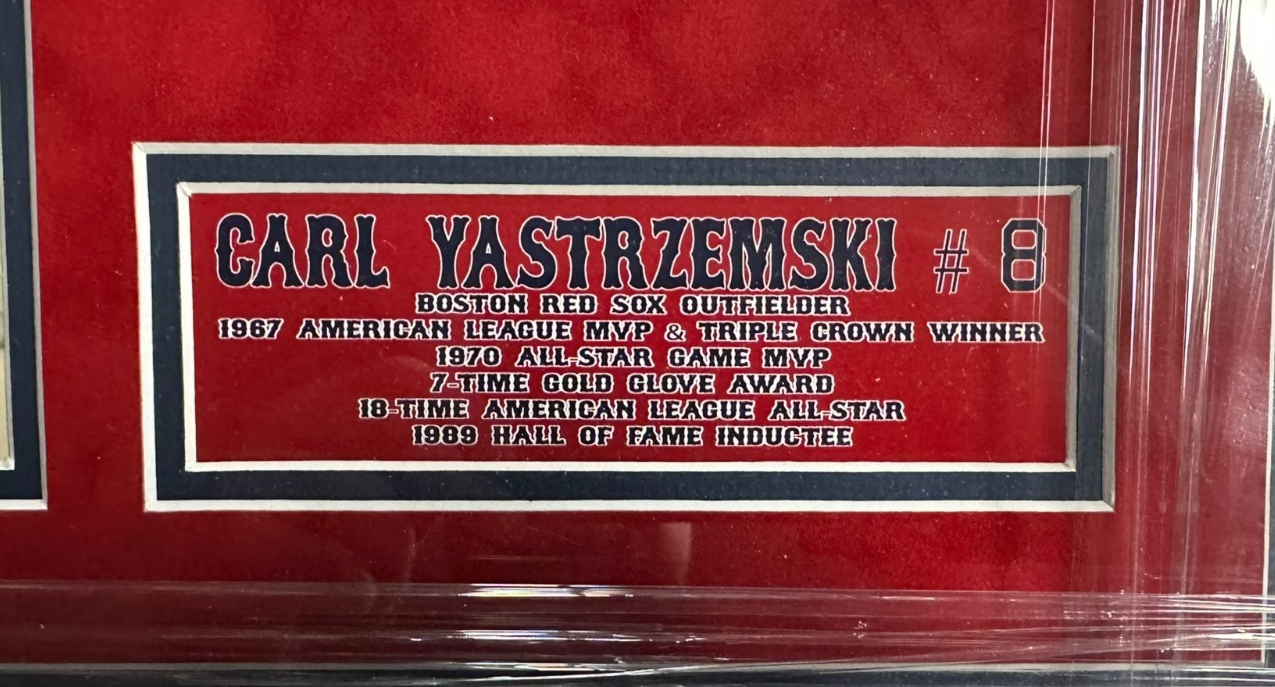 CARL YASTRZEMSKI # 8
BOSTON RED SOX OUTFIELDER
1967 AMERICAN LEAGUE MVP & TRIPLE CROWN WINNER
1970 ALL-STAR GAME MVP
7-TIME GOLD GLOVE AWARD
18-TIME AMERICAN LEAGUE ALL-STAR
1989 HALL OF FAME INDUCTEE